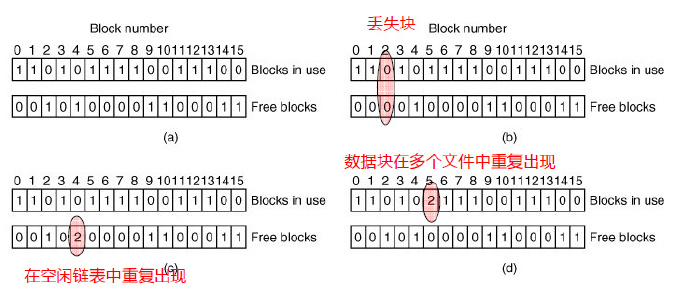 Block number
0 1 2 3 4 5 6 7 8 9 10 11 12 13 14 15
1 1 0 1 0 1 1 1 1 0 0 1 1 1 0 0 Blocks in use
0 0 1 0 1 0 0 0 0 1 1 0 0 0 1 1 Free blocks
(a)
丢失块
Block number
0 1 2 3 4 5 6 7 8 9 10 11 12 13 14 15
1 1 0 1 0 1 1 1 1 0 0 1 1 1 0 0 Blocks in use
0 0 0 0 1 0 0 0 0 1 1 0 0 0 1 1 Free blocks
(b)
0 1 2 3 4 5 6 7 8 9 10 11 12 13 14 15
1 1 0 1 0 1 1 1 1 0 0 1 1 1 0 0 Blocks in use
0 0 1 0 2 0 0 0 0 1 1 0 0 0 1 1 Free blocks
(c)
在空闲链表中重复出现
数据块在多个文件中重复出现
0 1 2 3 4 5 6 7 8 9 10 11 12 13 14 15
1 1 0 1 0 2 1 1 1 0 0 1 1 1 0 0 Blocks in use
0 0 1 0 1 0 0 0 0 1 1 0 0 0 1 1 Free blocks
(d)